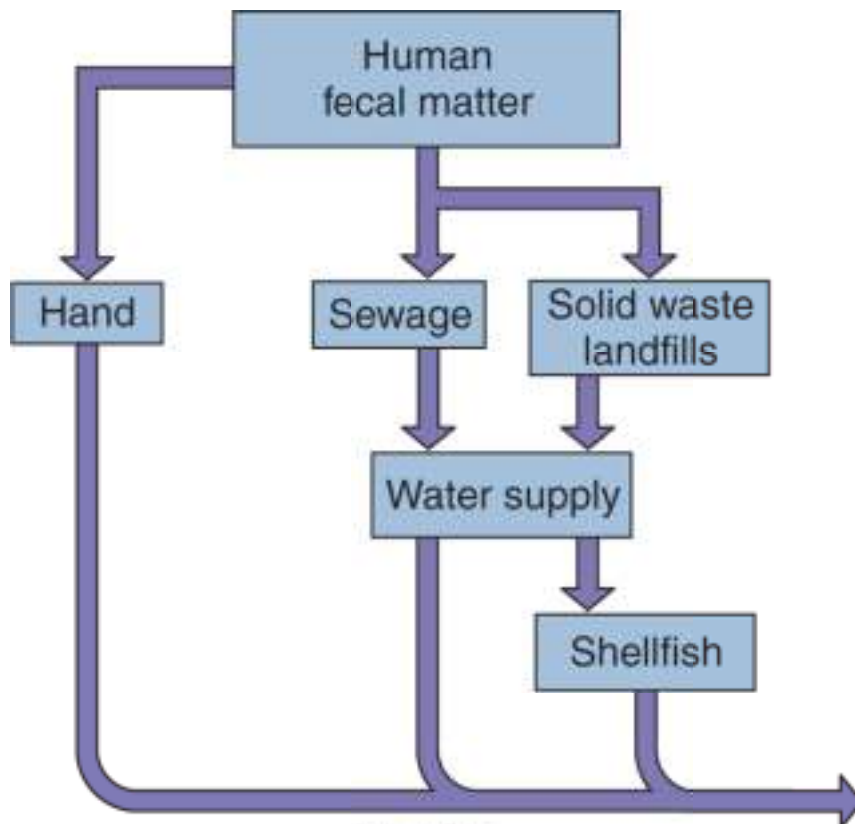 Human
fecal matter
Hand
Sewage
Solid waste
landfills
Water supply
Shellfish